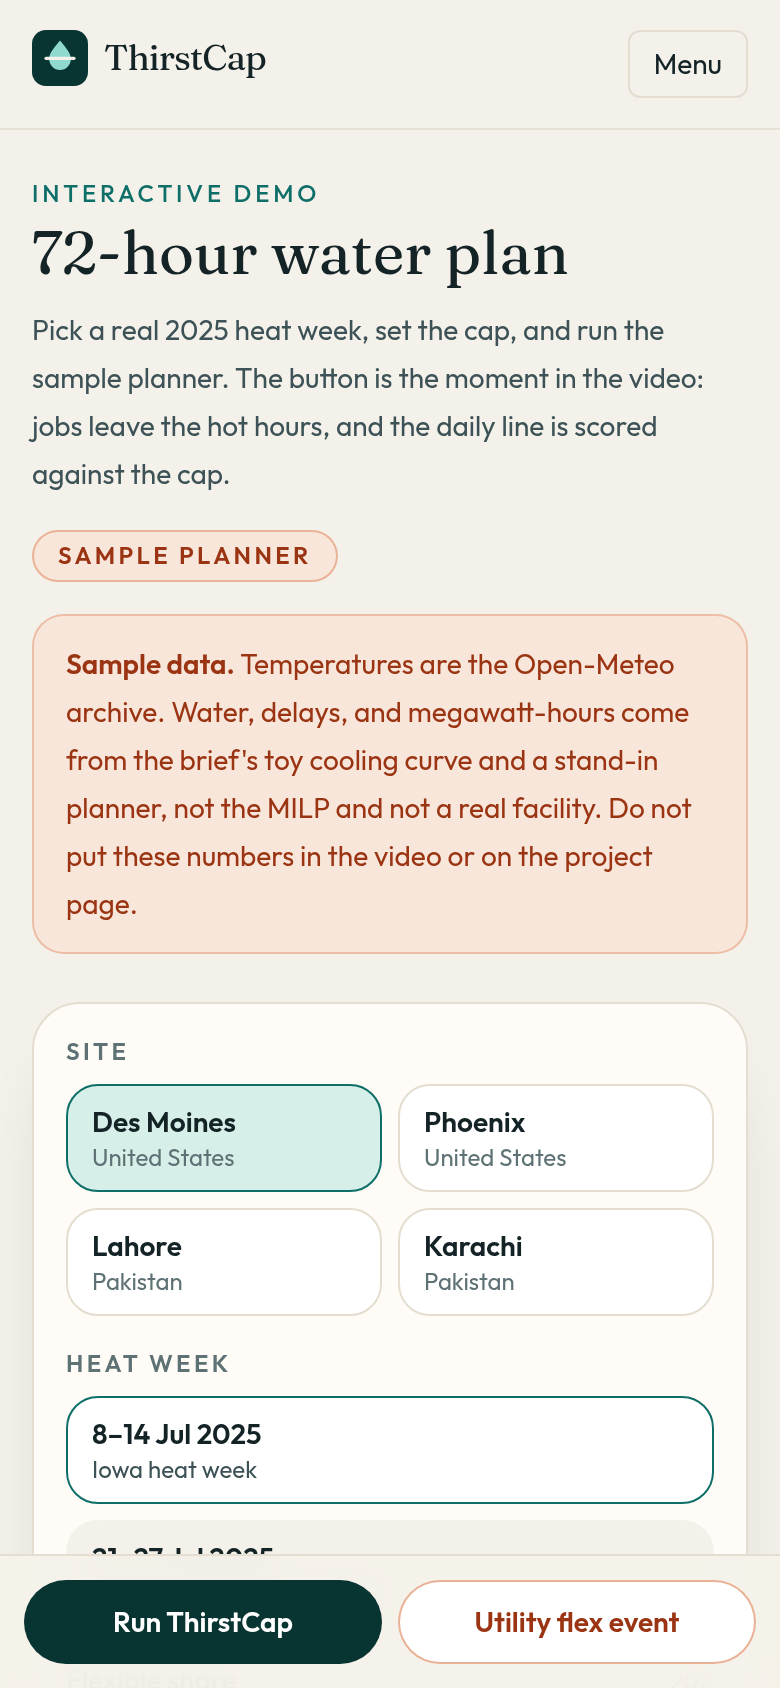 ThirstCap
Menu
INTERACTIVE DEMO
72-hour water plan
Pick a real 2025 heat week, set the cap, and run the
sample planner. The button is the moment in the video:
jobs leave the hot hours, and the daily line is scored
against the cap.
SAMPLE PLANNER
Sample data. Temperatures are the Open-Meteo
archive. Water, delays, and megawatt-hours come
from the brief's toy cooling curve and a stand-in
planner, not the MILP and not a real facility. Do not
put these numbers in the video or on the project
page.
SITE
Des Moines
United States
Phoenix
United States
Lahore
Pakistan
Karachi
Pakistan
HEAT WEEK
8–14 Jul 2025
Iowa heat week
21–27 Jul 2025
Run ThirstCap
Utility flex event
Flexible share